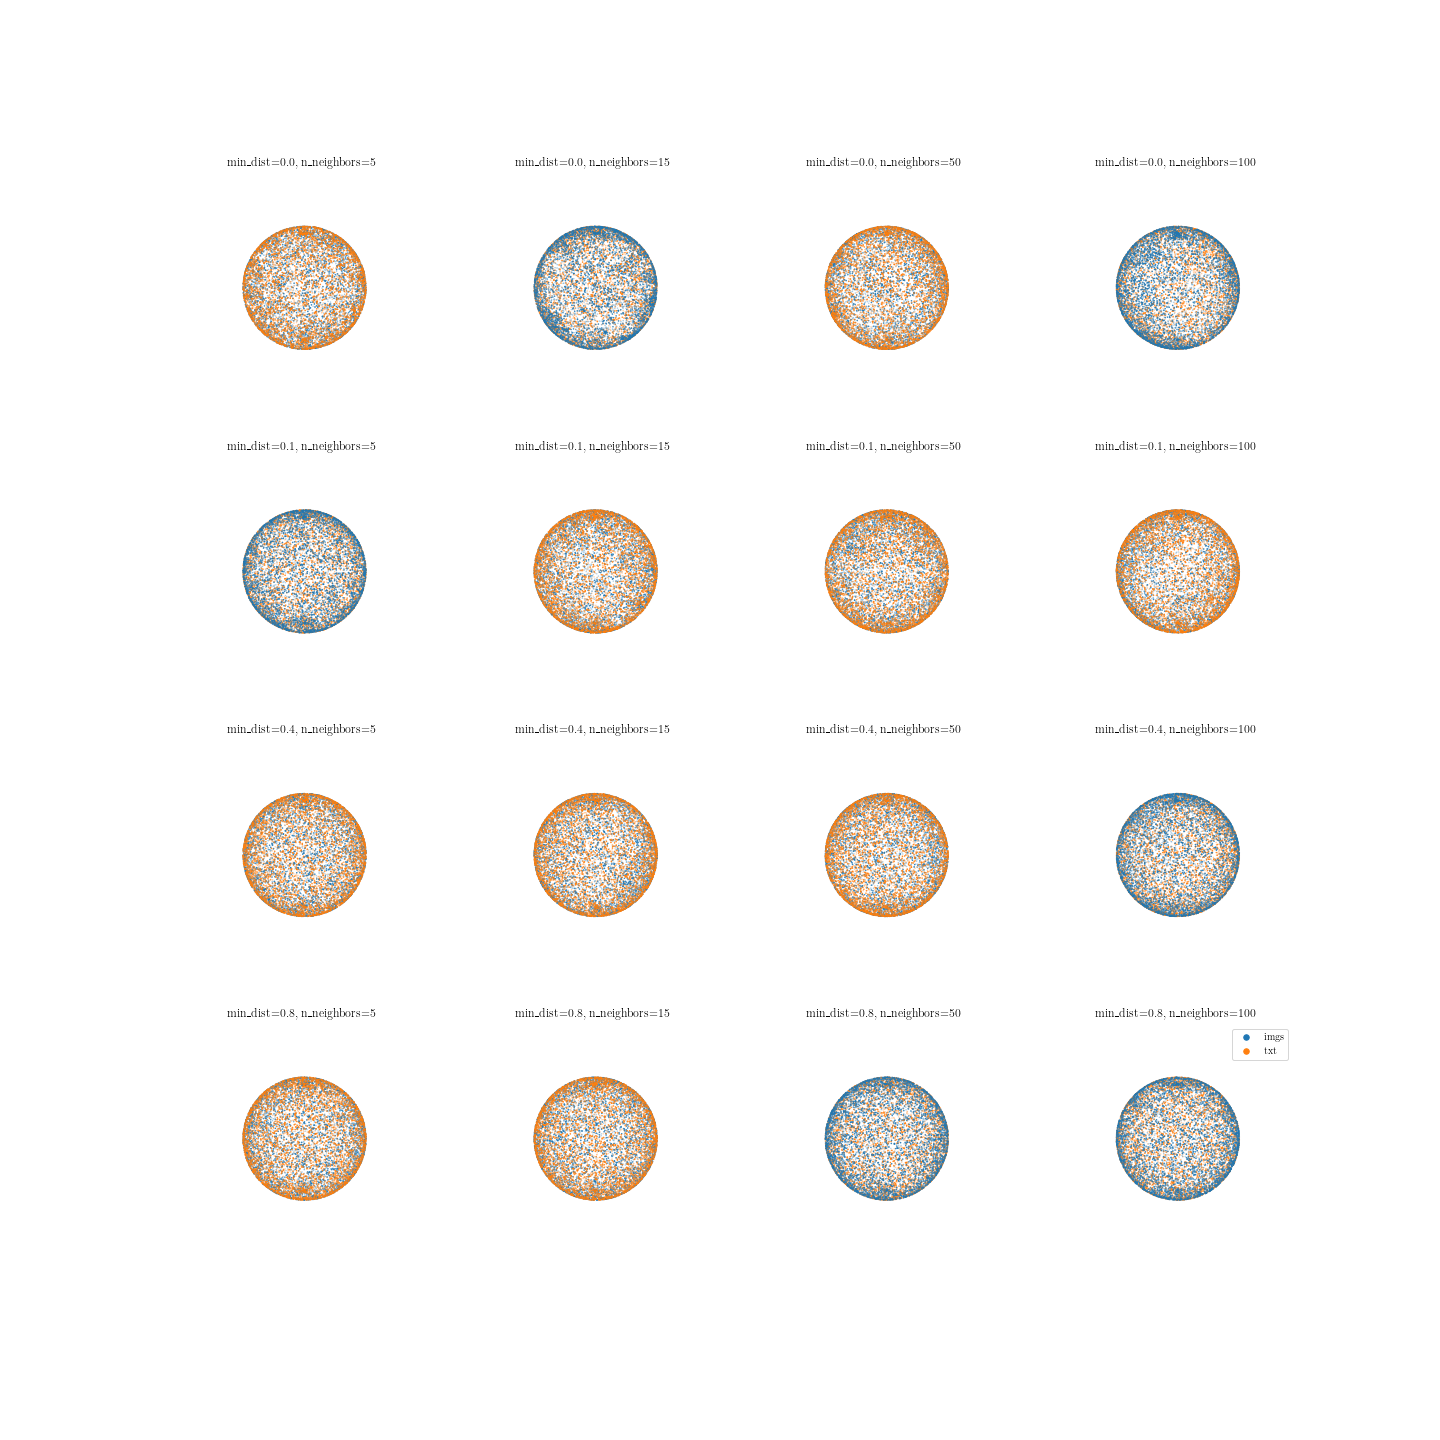 min_dist=0.0, n_neighbors=5
min_dist=0.0, n_neighbors=15
min_dist=0.0, n_neighbors=50
min_dist=0.0, n_neighbors=100
min_dist=0.1, n_neighbors=5
min_dist=0.1, n_neighbors=15
min_dist=0.1, n_neighbors=50
min_dist=0.1, n_neighbors=100
min_dist=0.4, n_neighbors=5
min_dist=0.4, n_neighbors=15
min_dist=0.4, n_neighbors=50
min_dist=0.4, n_neighbors=100
min_dist=0.8, n_neighbors=5
min_dist=0.8, n_neighbors=15
min_dist=0.8, n_neighbors=50
min_dist=0.8, n_neighbors=100
imgs
txt